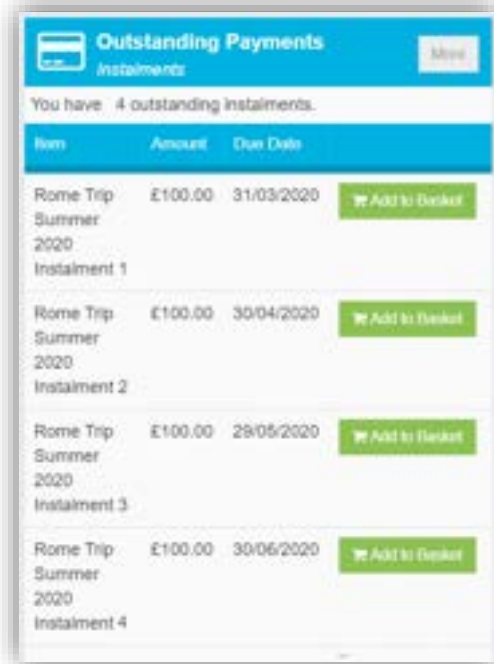 Outstanding Payments
Instalments
More
You have 4 outstanding instalments.
Item Amount Due Date
Rome Trip £100.00 31/03/2020 Add to Basket
Summer
2020
Instalment 1
Rome Trip £100.00 30/04/2020 Add to Basket
Summer
2020
Instalment 2
Rome Trip £100.00 29/05/2020 Add to Basket
Summer
2020
Instalment 3
Rome Trip £100.00 30/06/2020 Add to Basket
Summer
2020
Instalment 4